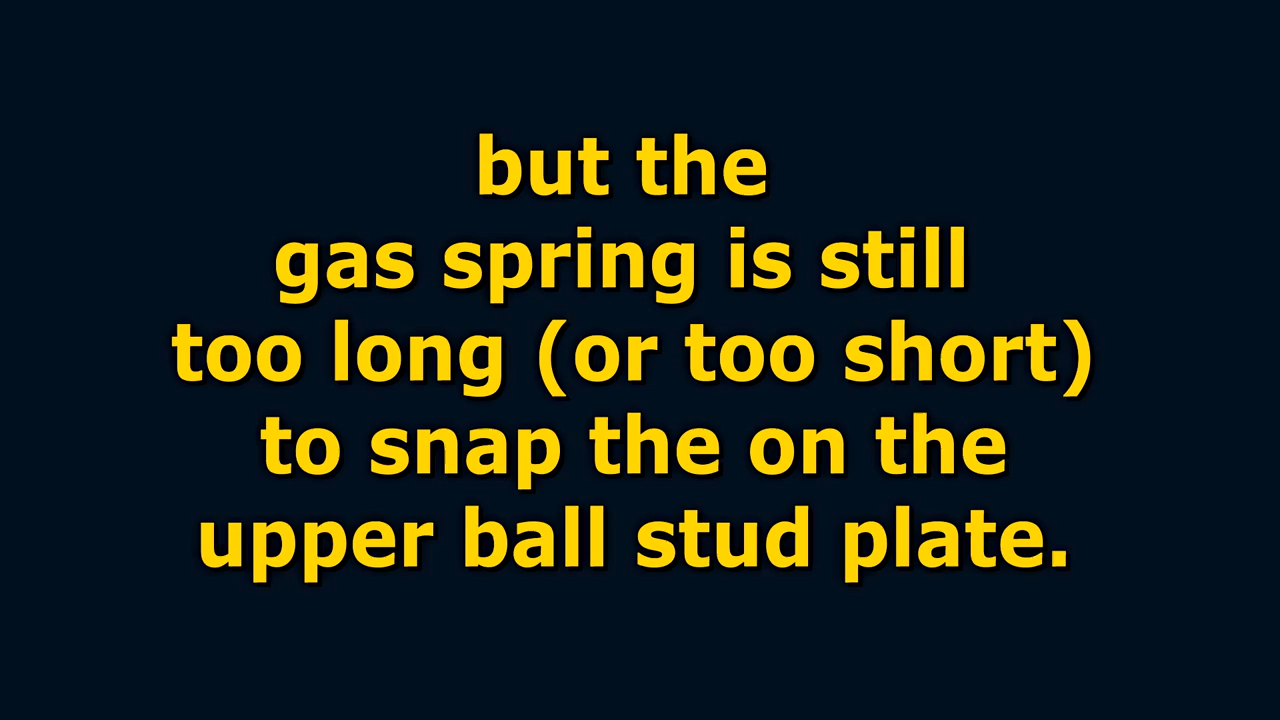 but the
gas spring is still
too long (or too short)
to snap the on the
upper ball stud plate.